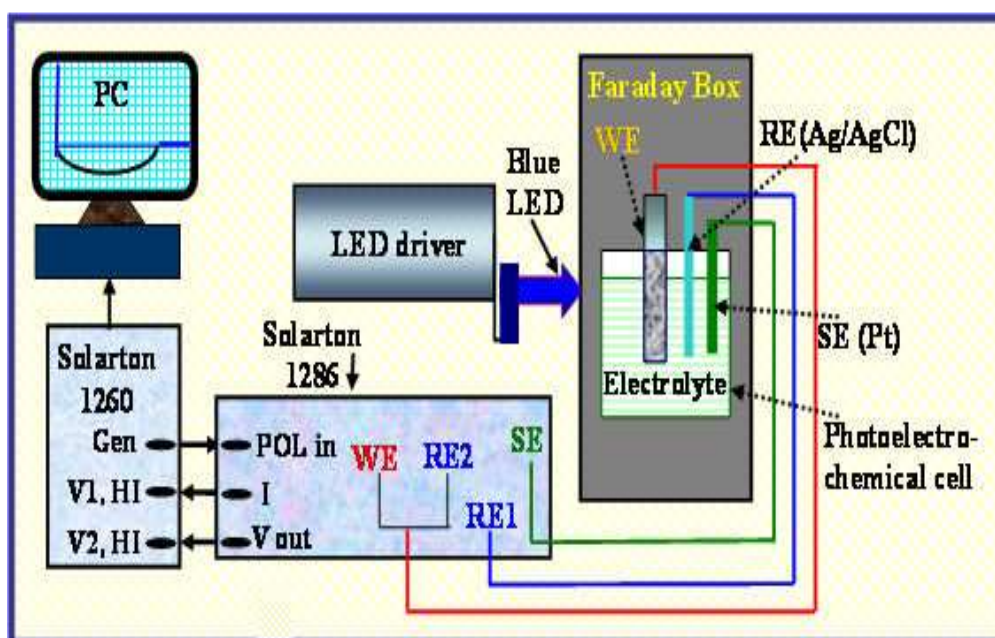 PC
Faraday Box
WE
RE(Ag/AgCl)
Blue
LED
LED driver
SE (Pt)
Electrolyte
Photoelectro-
chemical cell
Solarton
1260
Gen
V1, HI
V2, HI
Solarton
1286
POL in
I
V out
WE
RE2
RE1
SE